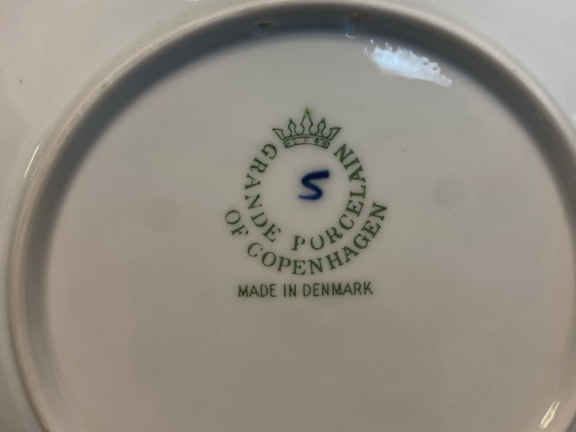 GRANDE PORCELAIN
OF COPENHAGEN
S
MADE IN DENMARK